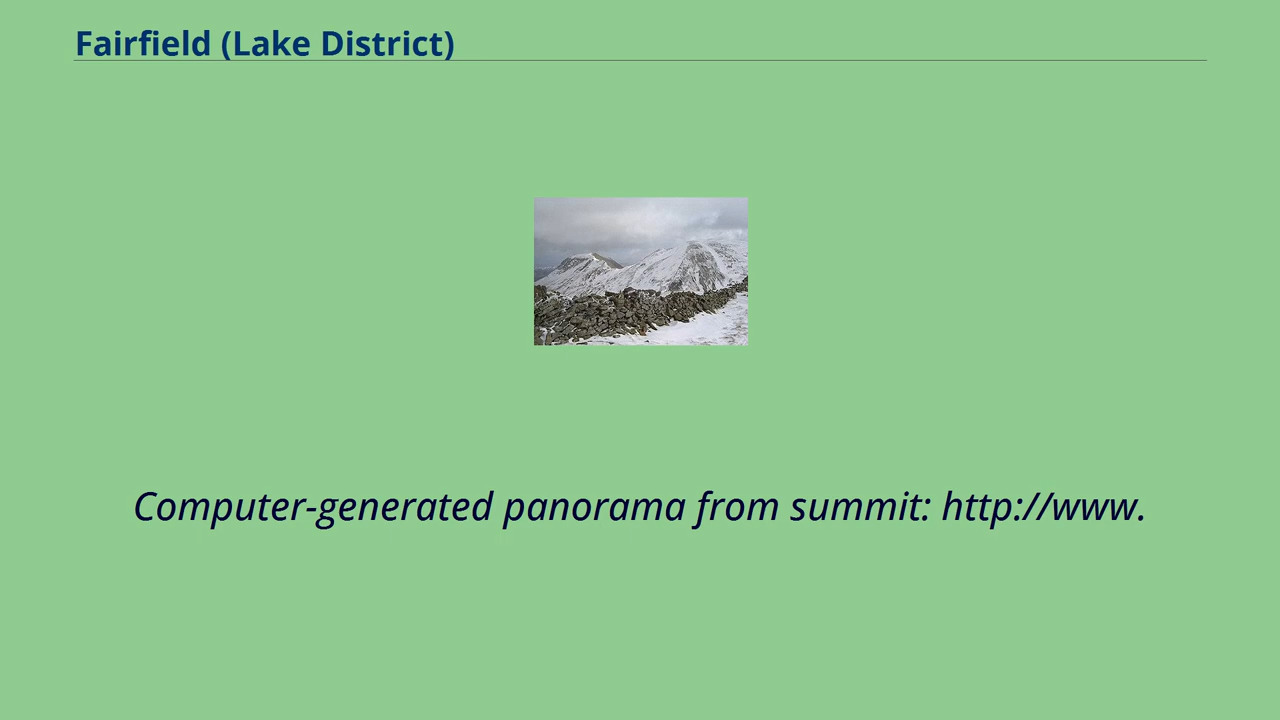 Fairfield (Lake District)
Computer-generated panorama from summit: http://www.